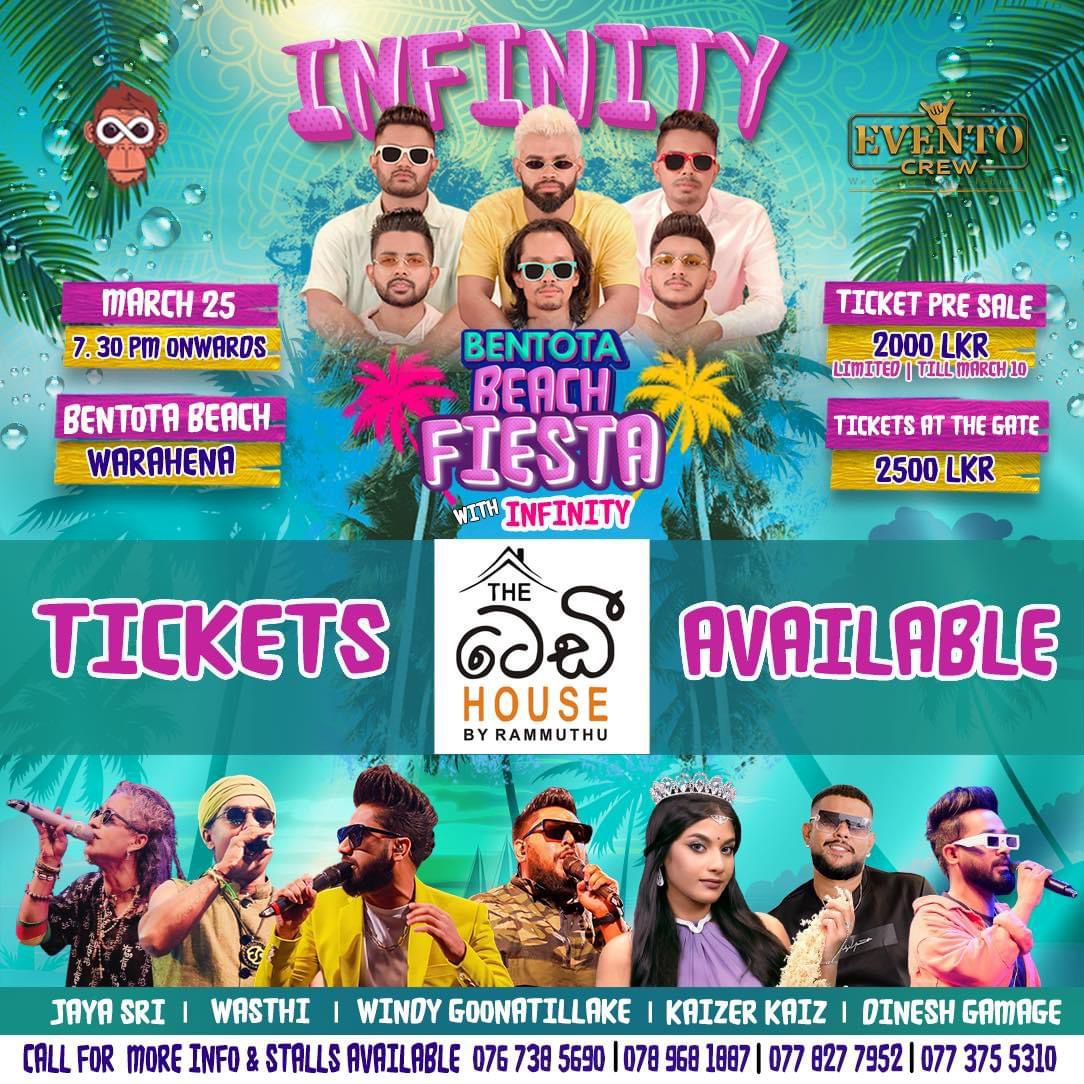 INFINITY
EVENTO
CREW
MARCH 25
7. 30 PM ONWARDS
BENTOTA BEACH
WARAHENA
TICKET PRE SALE
2000 LKR
LIMITED | TILL MARCH 10
TICKETS AT THE GATE
2500 LKR
BENTOTA
BEACH
FIESTA
WITH INFINITY
TICKETS
THE
ටෙඩී
HOUSE
BY RAMMUTHU
AVAILABLE
JAYA SRI | WASTHI | WINDY GOONATILLAKE | KAIZER KAIZ | DINESH GAMAGE
CALL FOR MORE INFO & STALLS AVAILABLE 076 738 5690 | 078 968 1887 | 077 827 7952 | 077 375 5310